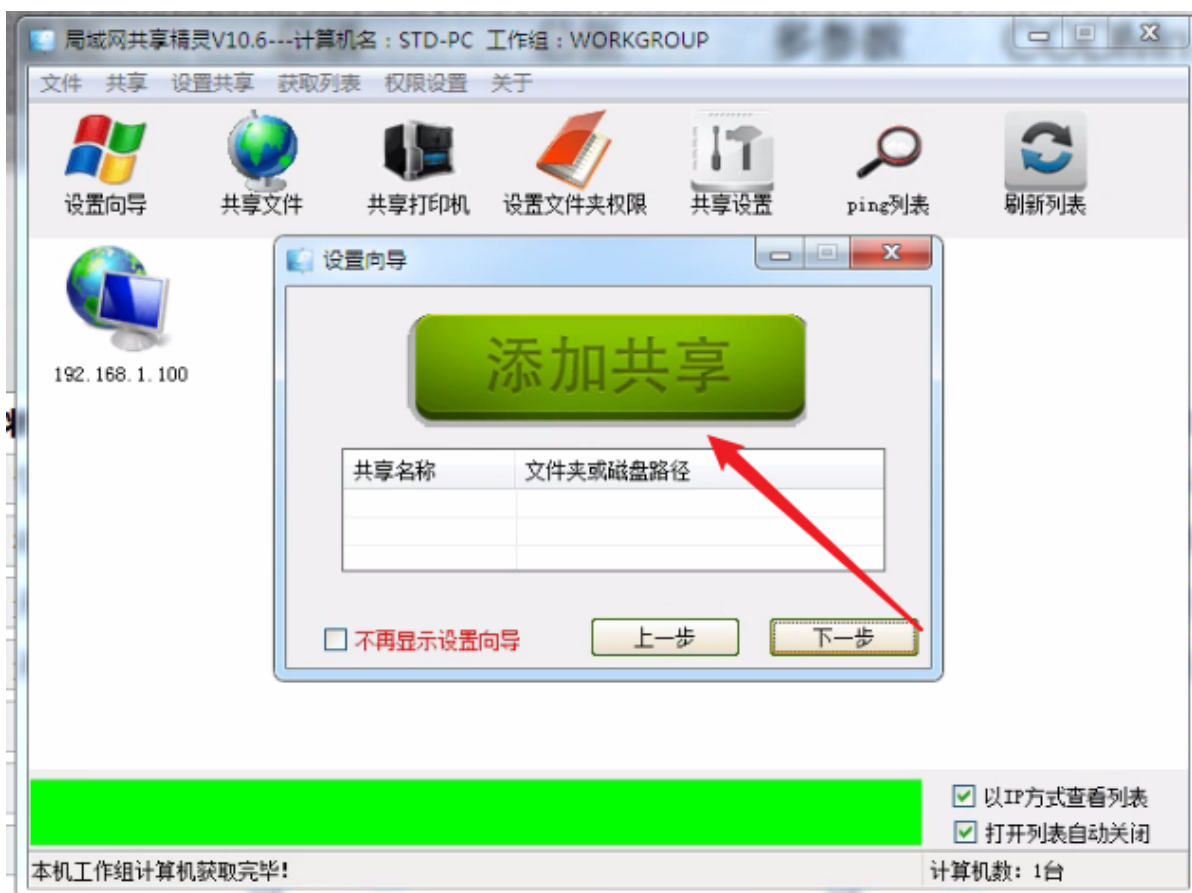 局域网共享精灵V10.6---计算机名：STD-PC 工作组：WORKGROUP
文件 共享 设置共享 获取列表 权限设置 关于
设置向导 共享文件 共享打印机 设置文件夹权限 共享设置 ping列表 刷新列表
设置向导
192.168.1.100
添加共享
共享名称 文件夹或磁盘路径
不再显示设置向导 上一步 下一步
以IP方式查看列表
打开列表自动关闭
本机工作组计算机获取完毕! 计算机数: 1台